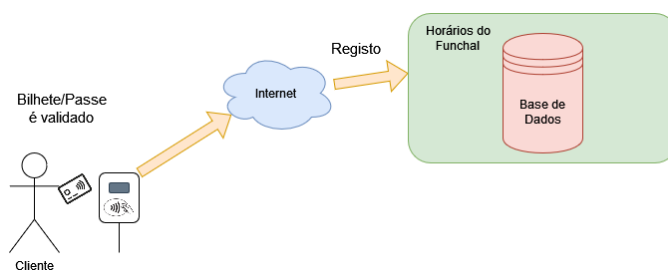 Horários do
Funchal
Registo
Internet
Base de
Dados
Bilhete/Passe
é validado
Cliente